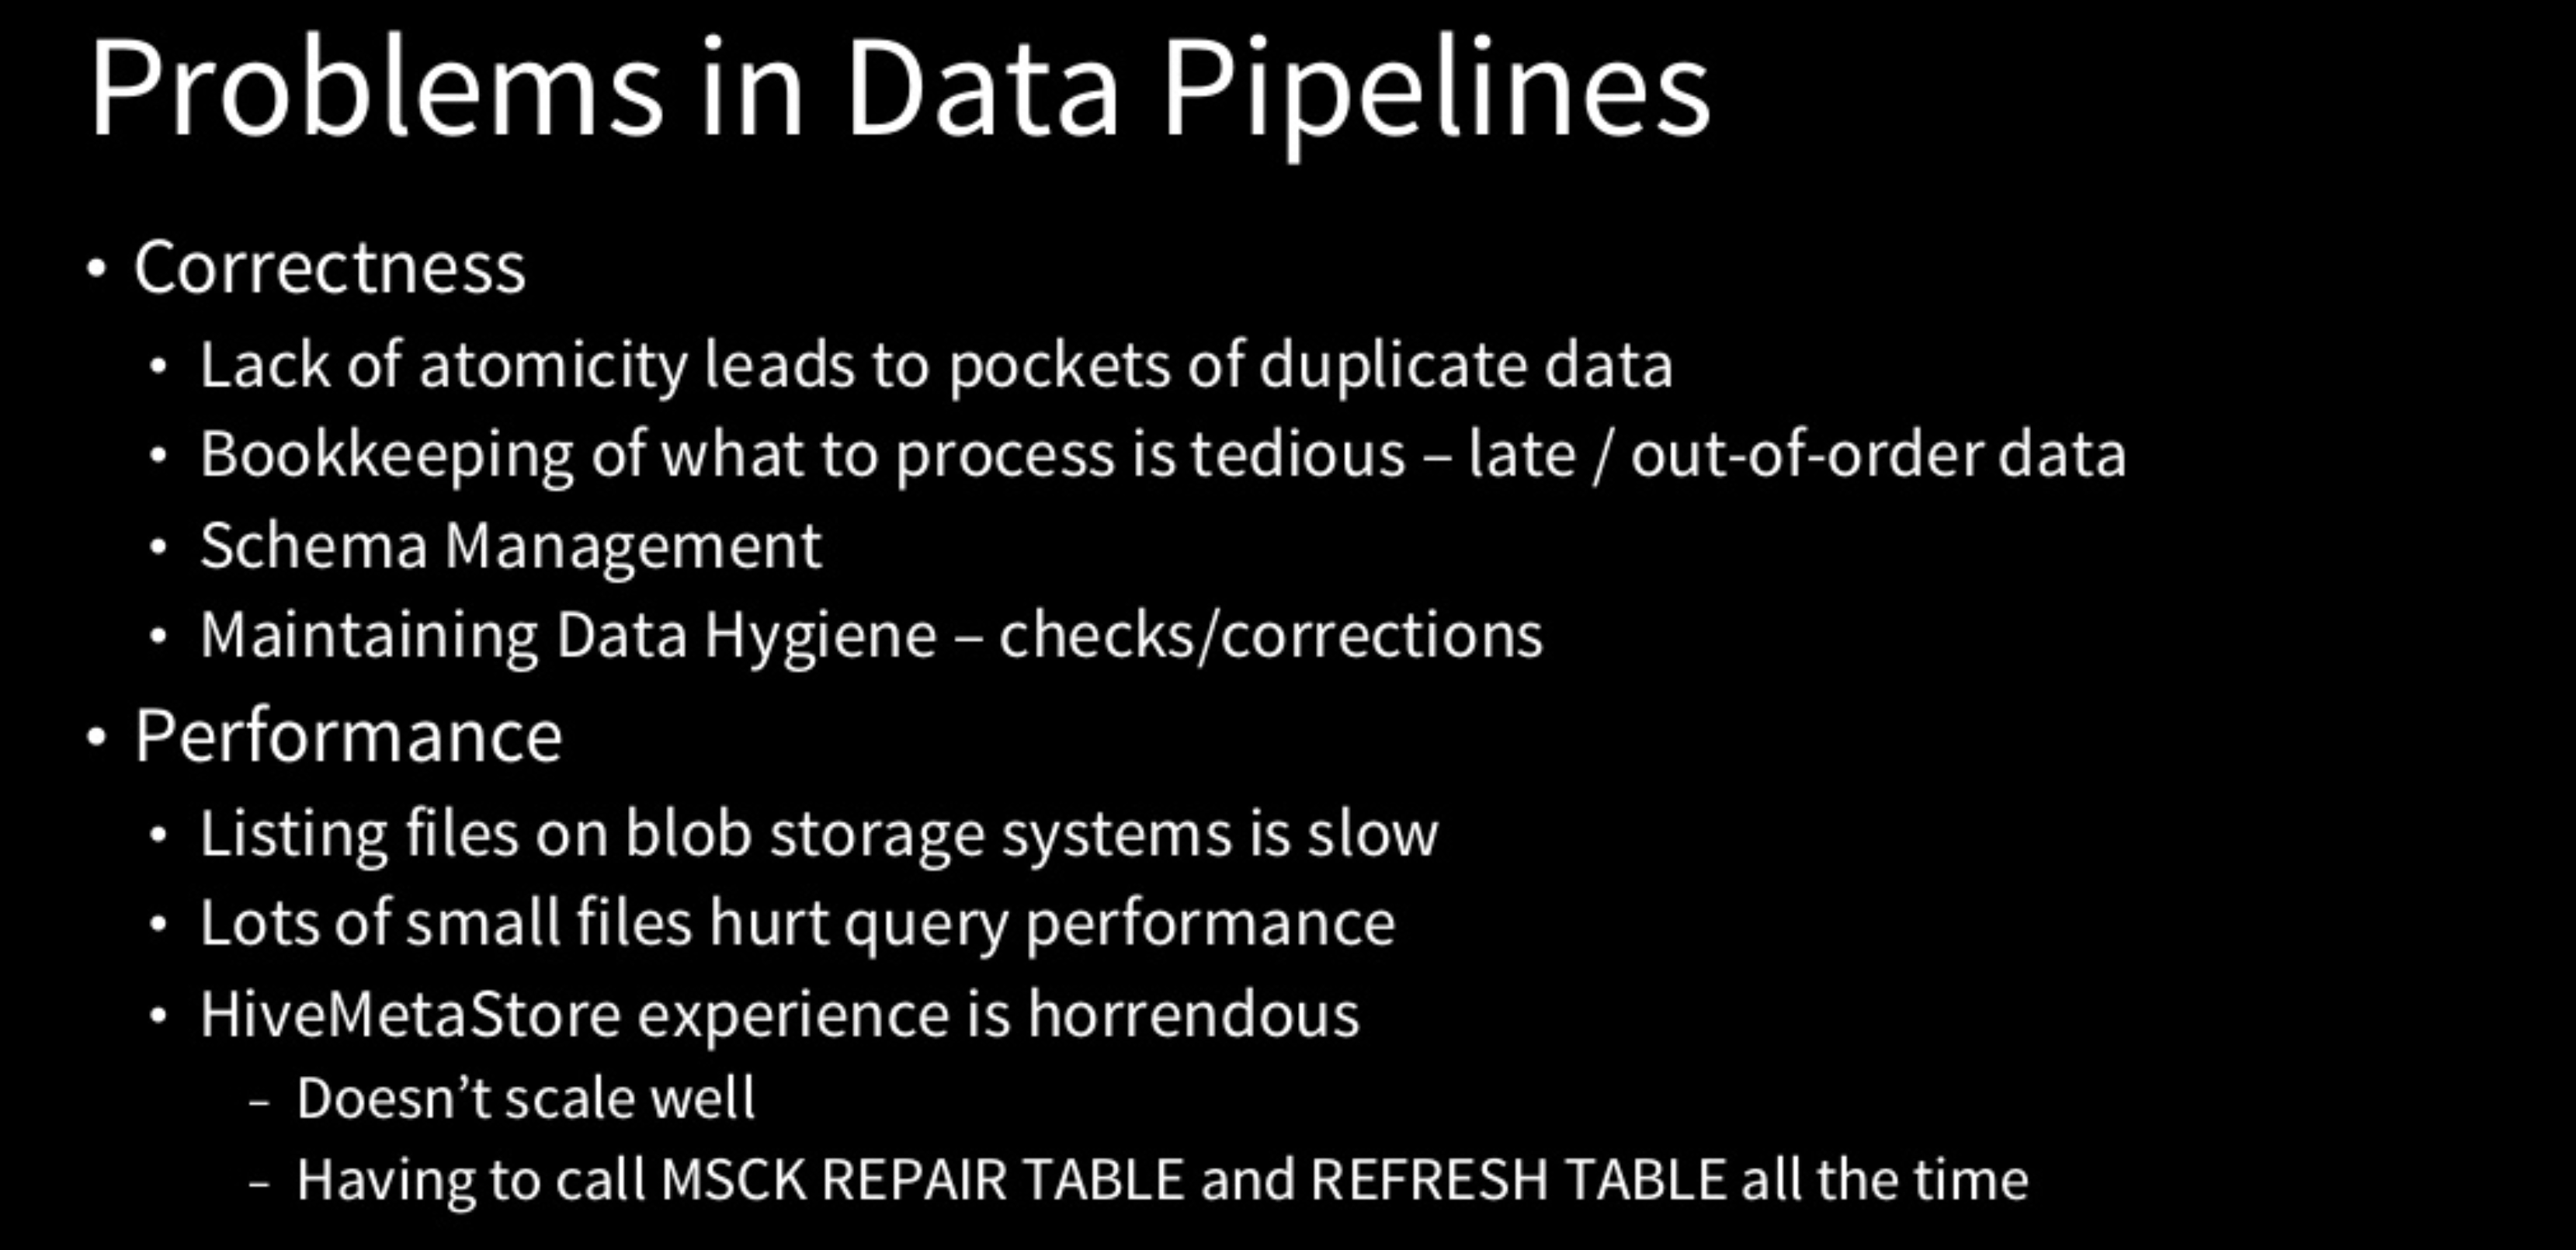 Problems in Data Pipelines
• Correctness
• Lack of atomicity leads to pockets of duplicate data
• Bookkeeping of what to process is tedious – late / out-of-order data
• Schema Management
• Maintaining Data Hygiene – checks/corrections
• Performance
• Listing files on blob storage systems is slow
• Lots of small files hurt query performance
• HiveMetaStore experience is horrendous
– Doesn’t scale well
– Having to call MSCK REPAIR TABLE and REFRESH TABLE all the time